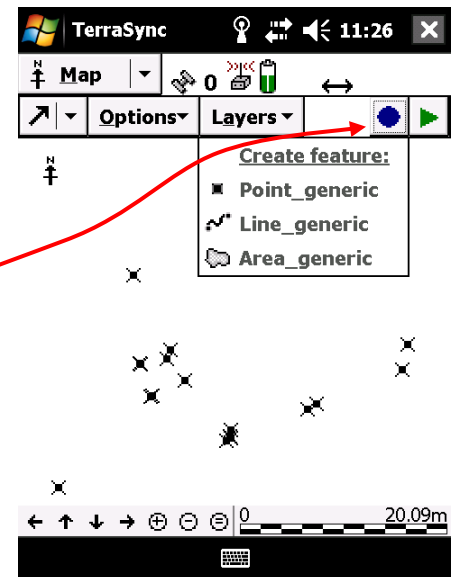 TerraSync 11:26
N
Map 0
Options Layers
N
Create feature:
Point_generic
Line_generic
Area_generic
0 20.09m